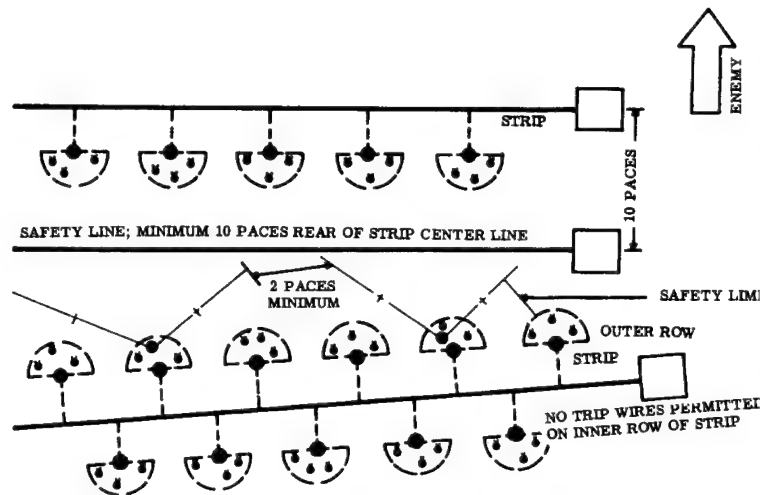 ENEMY
STRIP
10 PACES
SAFETY LINE; MINIMUM 10 PACES REAR OF STRIP CENTER LINE
2 PACES
MINIMUM
SAFETY LIMI
OUTER ROW
STRIP
NO TRIP WIRES PERMITTED
ON INNER ROW OF STRIP